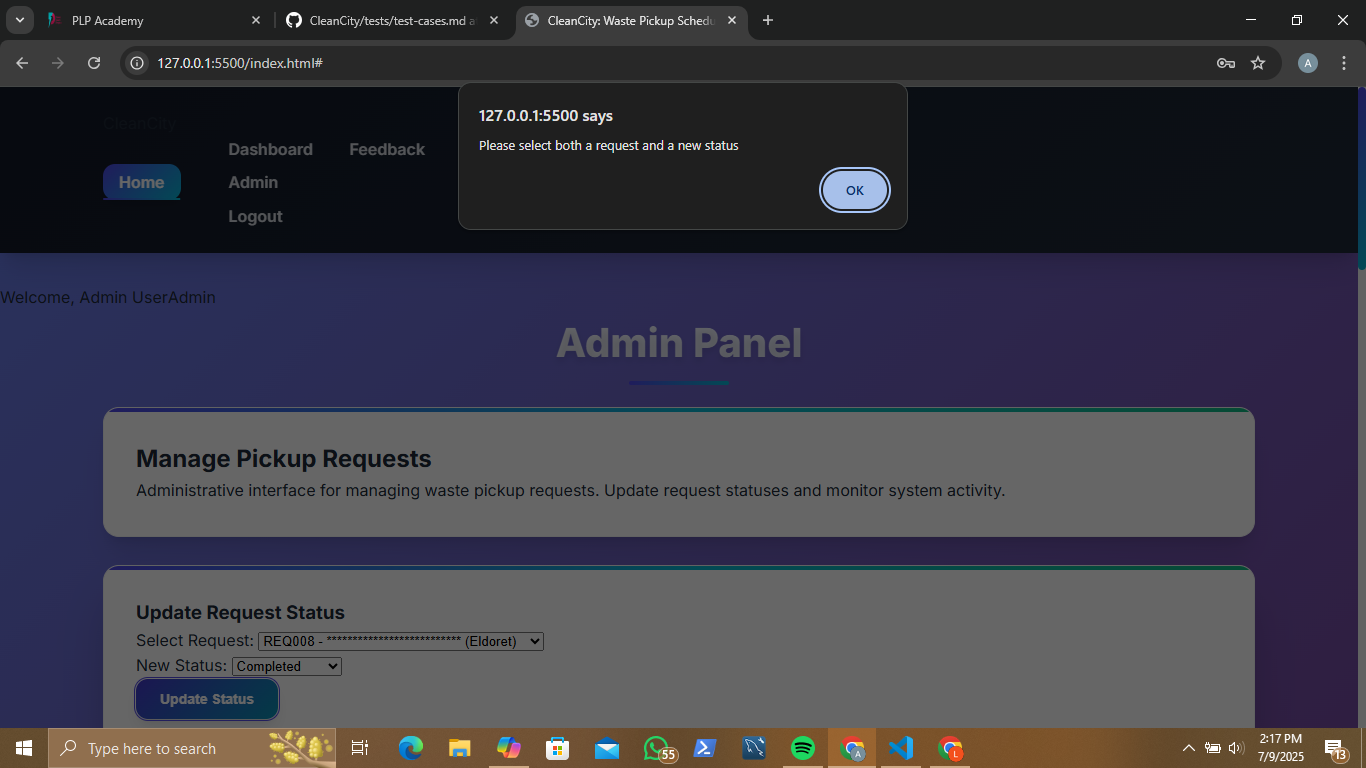 PLP Academy
CleanCity/tests/test-cases.md a
CleanCity: Waste Pickup Schedu
127.0.0.1:5500/index.html#
A
127.0.0.1:5500 says
Please select both a request and a new status
OK
CleanCity
Home
Dashboard
Feedback
Admin
Logout
Welcome, Admin UserAdmin
Admin Panel
Manage Pickup Requests
Administrative interface for managing waste pickup requests. Update request statuses and monitor system activity.
Update Request Status
Select Request: REQ008 - ************************** (Eldoret)
New Status: Completed
Update Status
Type here to search
55
A
L
2:17 PM
7/9/2025
13